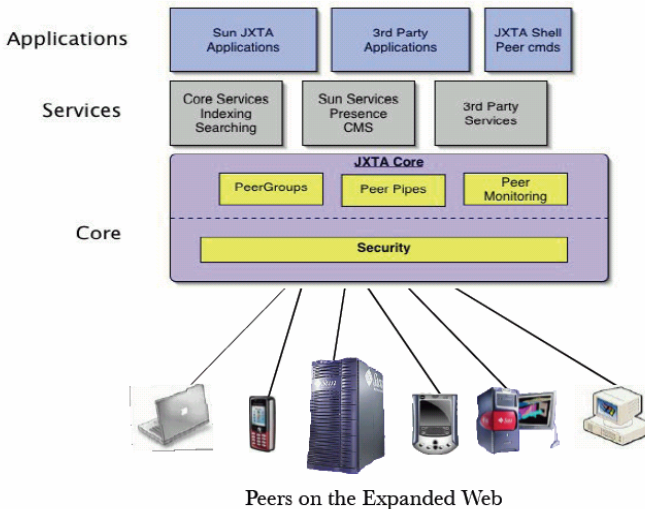 Applications
Sun JXTA
Applications
3rd Party
Applications
JXTA Shell
Peer cmds
Services
Core Services
Indexing
Searching
Sun Services
Presence
CMS
3rd Party
Services
Core
JXTA Core
PeerGroups
Peer Pipes
Peer
Monitoring
Security
Sun
Peers on the Expanded Web